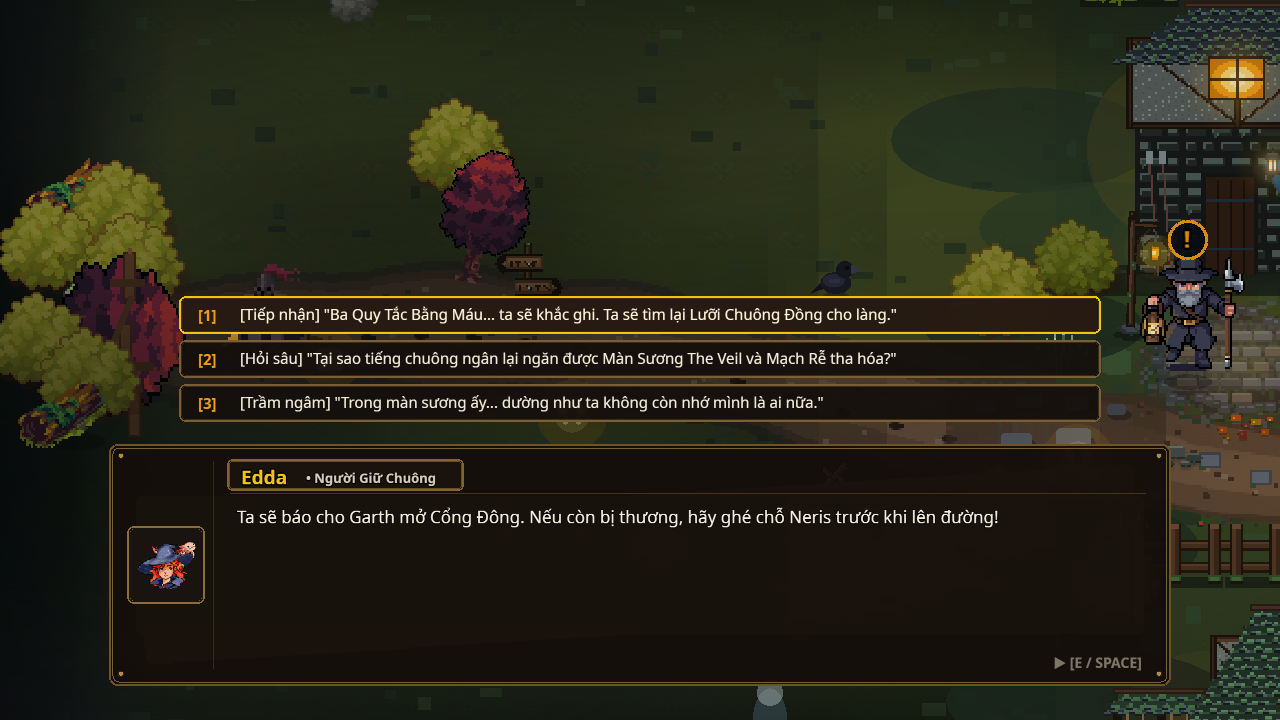 [1] [Tiếp nhận] "Ba Quy Tắc Bằng Máu... ta sẽ khắc ghi. Ta sẽ tìm lại Lưỡi Chuông Đồng cho làng."
[2] [Hỏi sâu] "Tại sao tiếng chuông ngân lại ngăn được Màn Sương The Veil và Mạch Rễ tha hóa?"
[3] [Trầm ngâm] "Trong màn sương ấy... dường như ta không còn nhớ mình là ai nữa."
Edda • Người Giữ Chuông
Ta sẽ báo cho Garth mở Cổng Đông. Nếu còn bị thương, hãy ghé chỗ Neris trước khi lên đường!
▶ [E / SPACE]